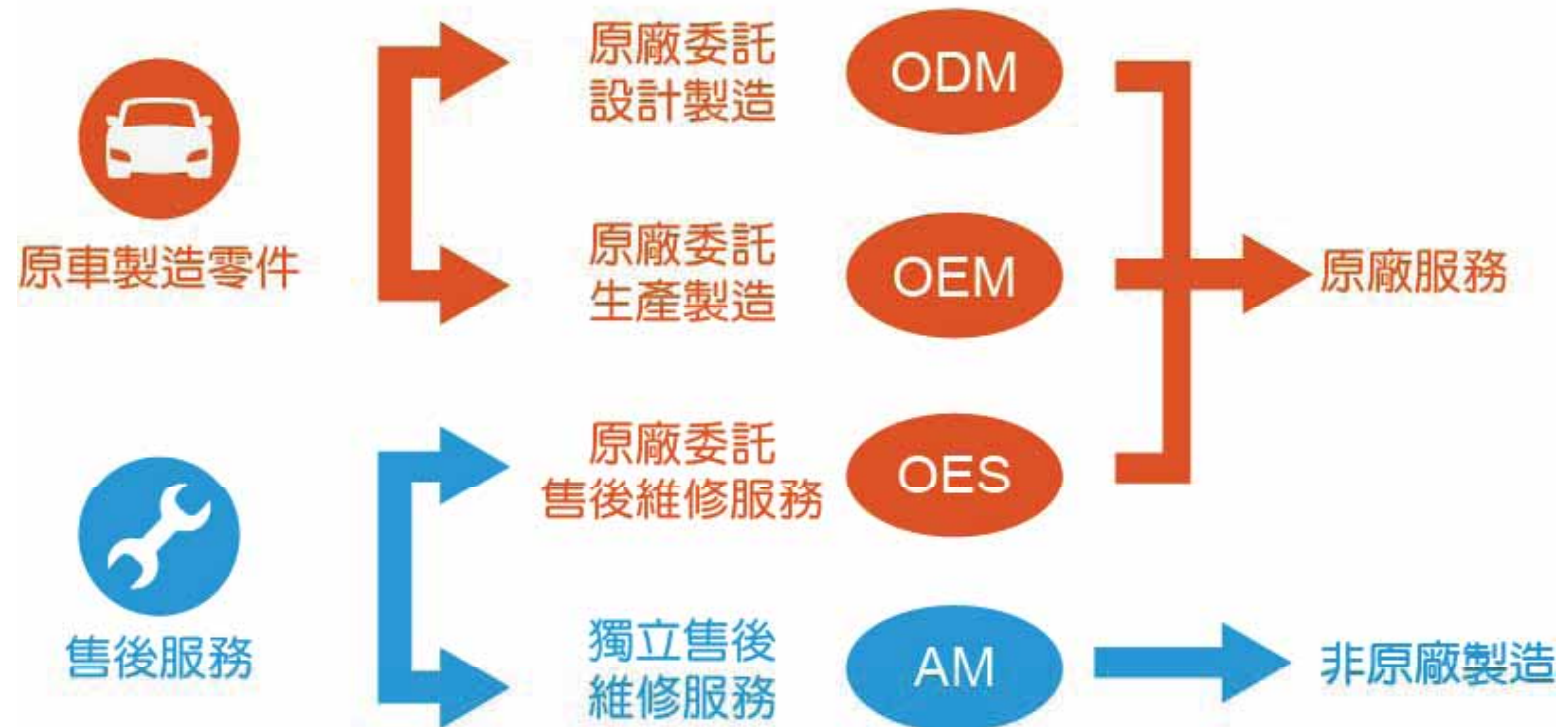 原廠委託
設計製造
ODM
原車製造零件
原廠委託
生產製造
OEM
原廠服務
原廠委託
售後維修服務
OES
售後服務
獨立售後
維修服務
AM
非原廠製造